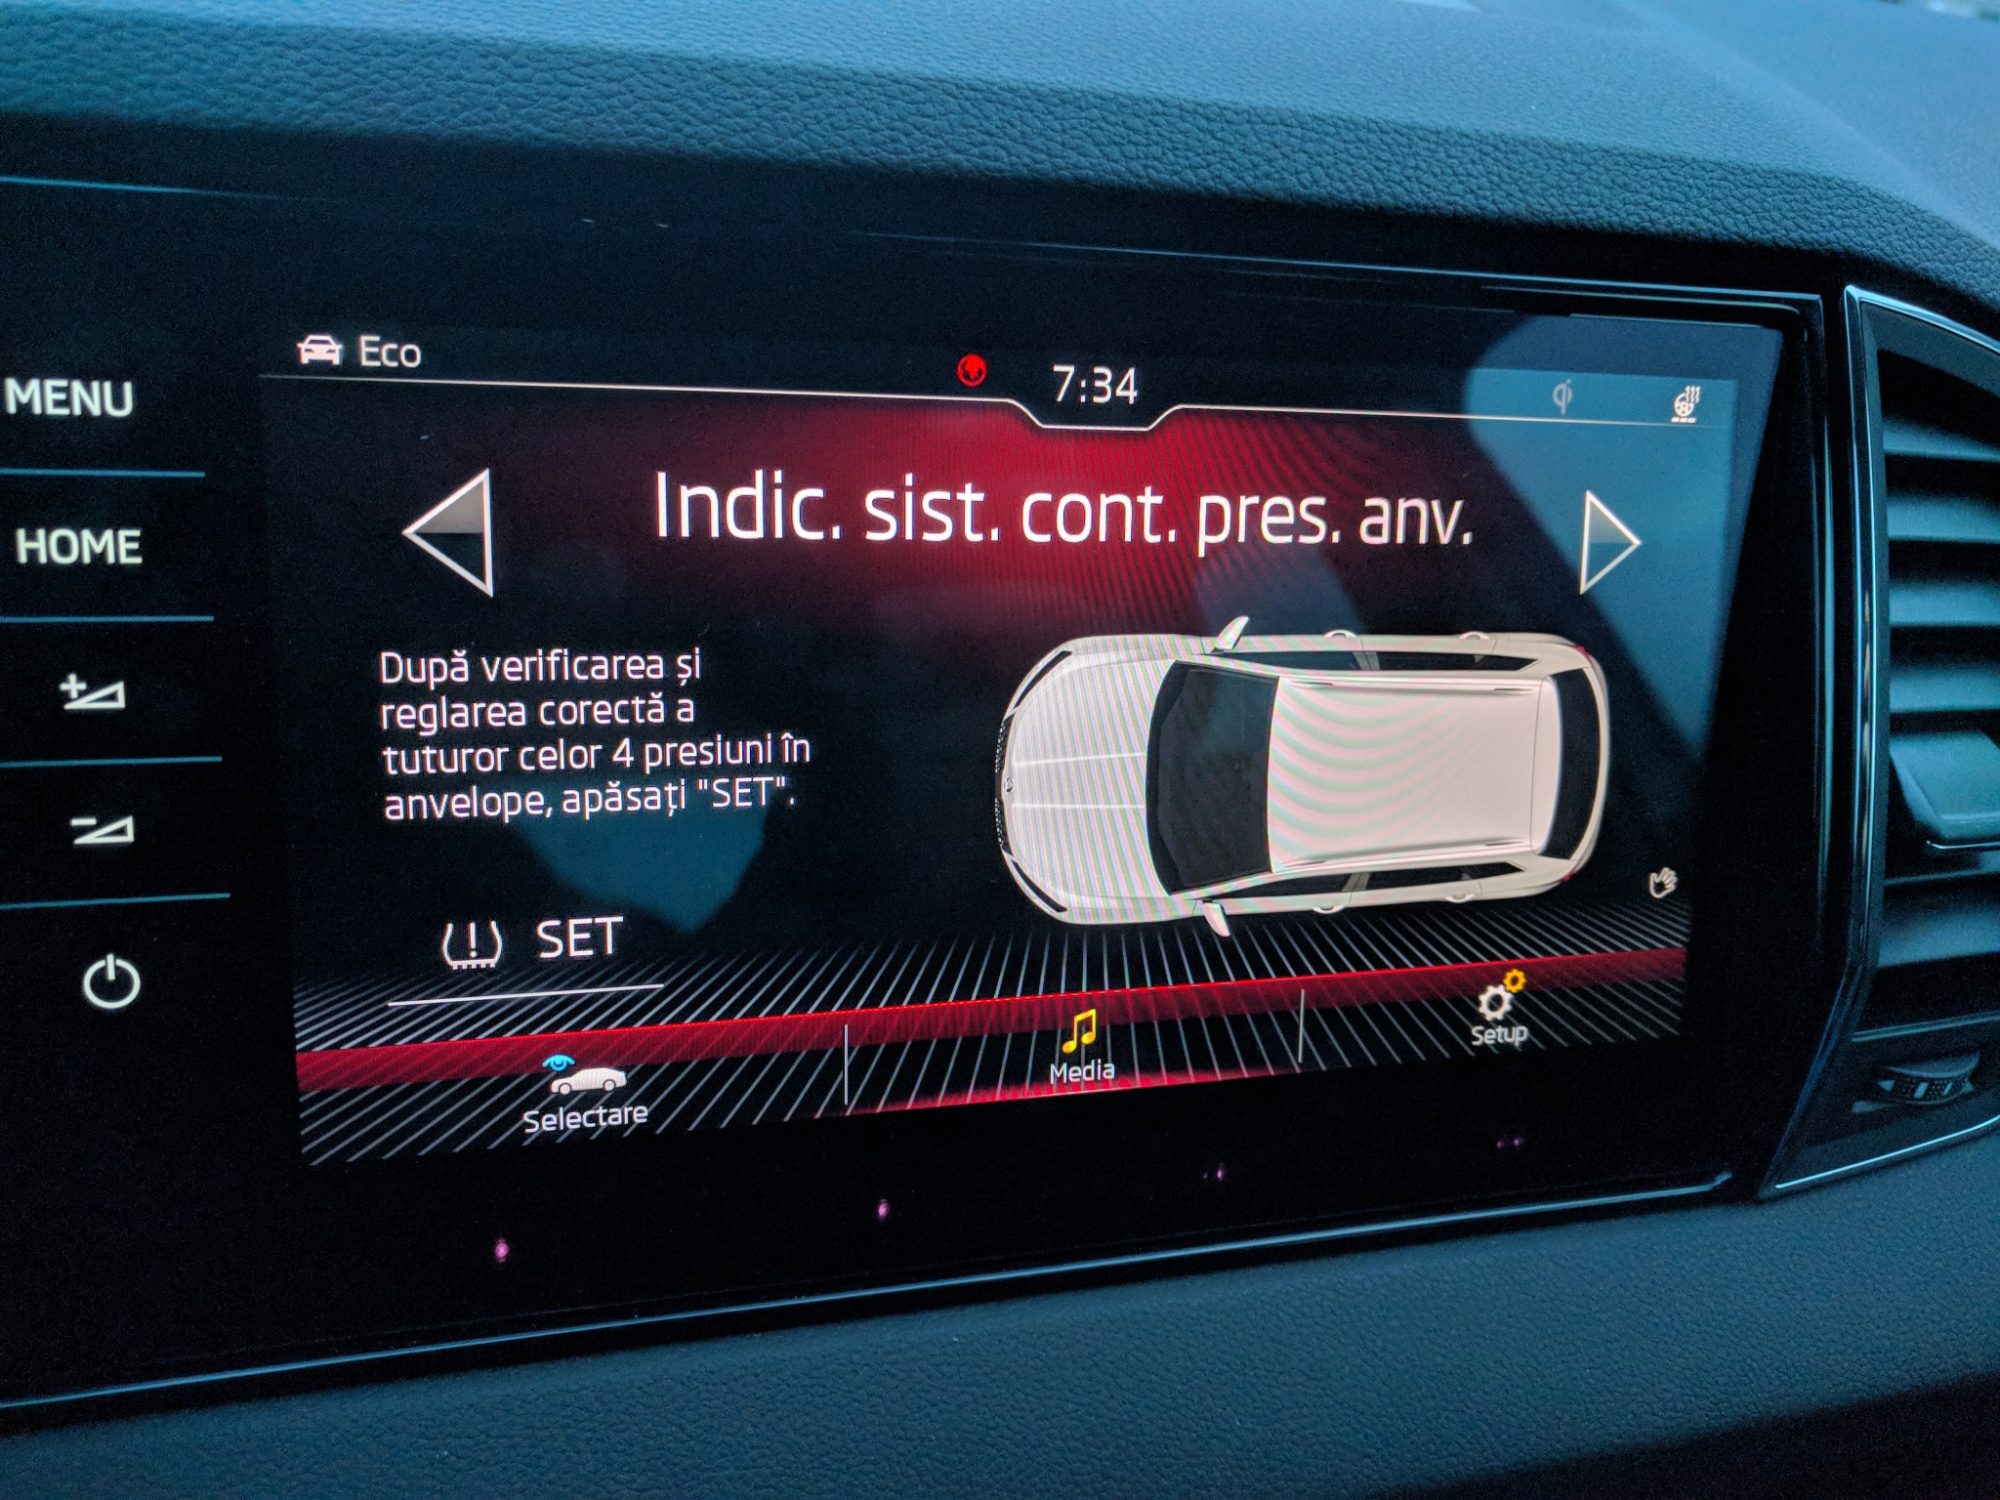 Eco
7:34
MENU
Indic. sist. cont. pres. anv.
HOME
După verificarea și
reglarea corectă a
tuturor celor 4 presiuni în
anvelope, apăsați "SET".
SET
Selectare
Media
Setup